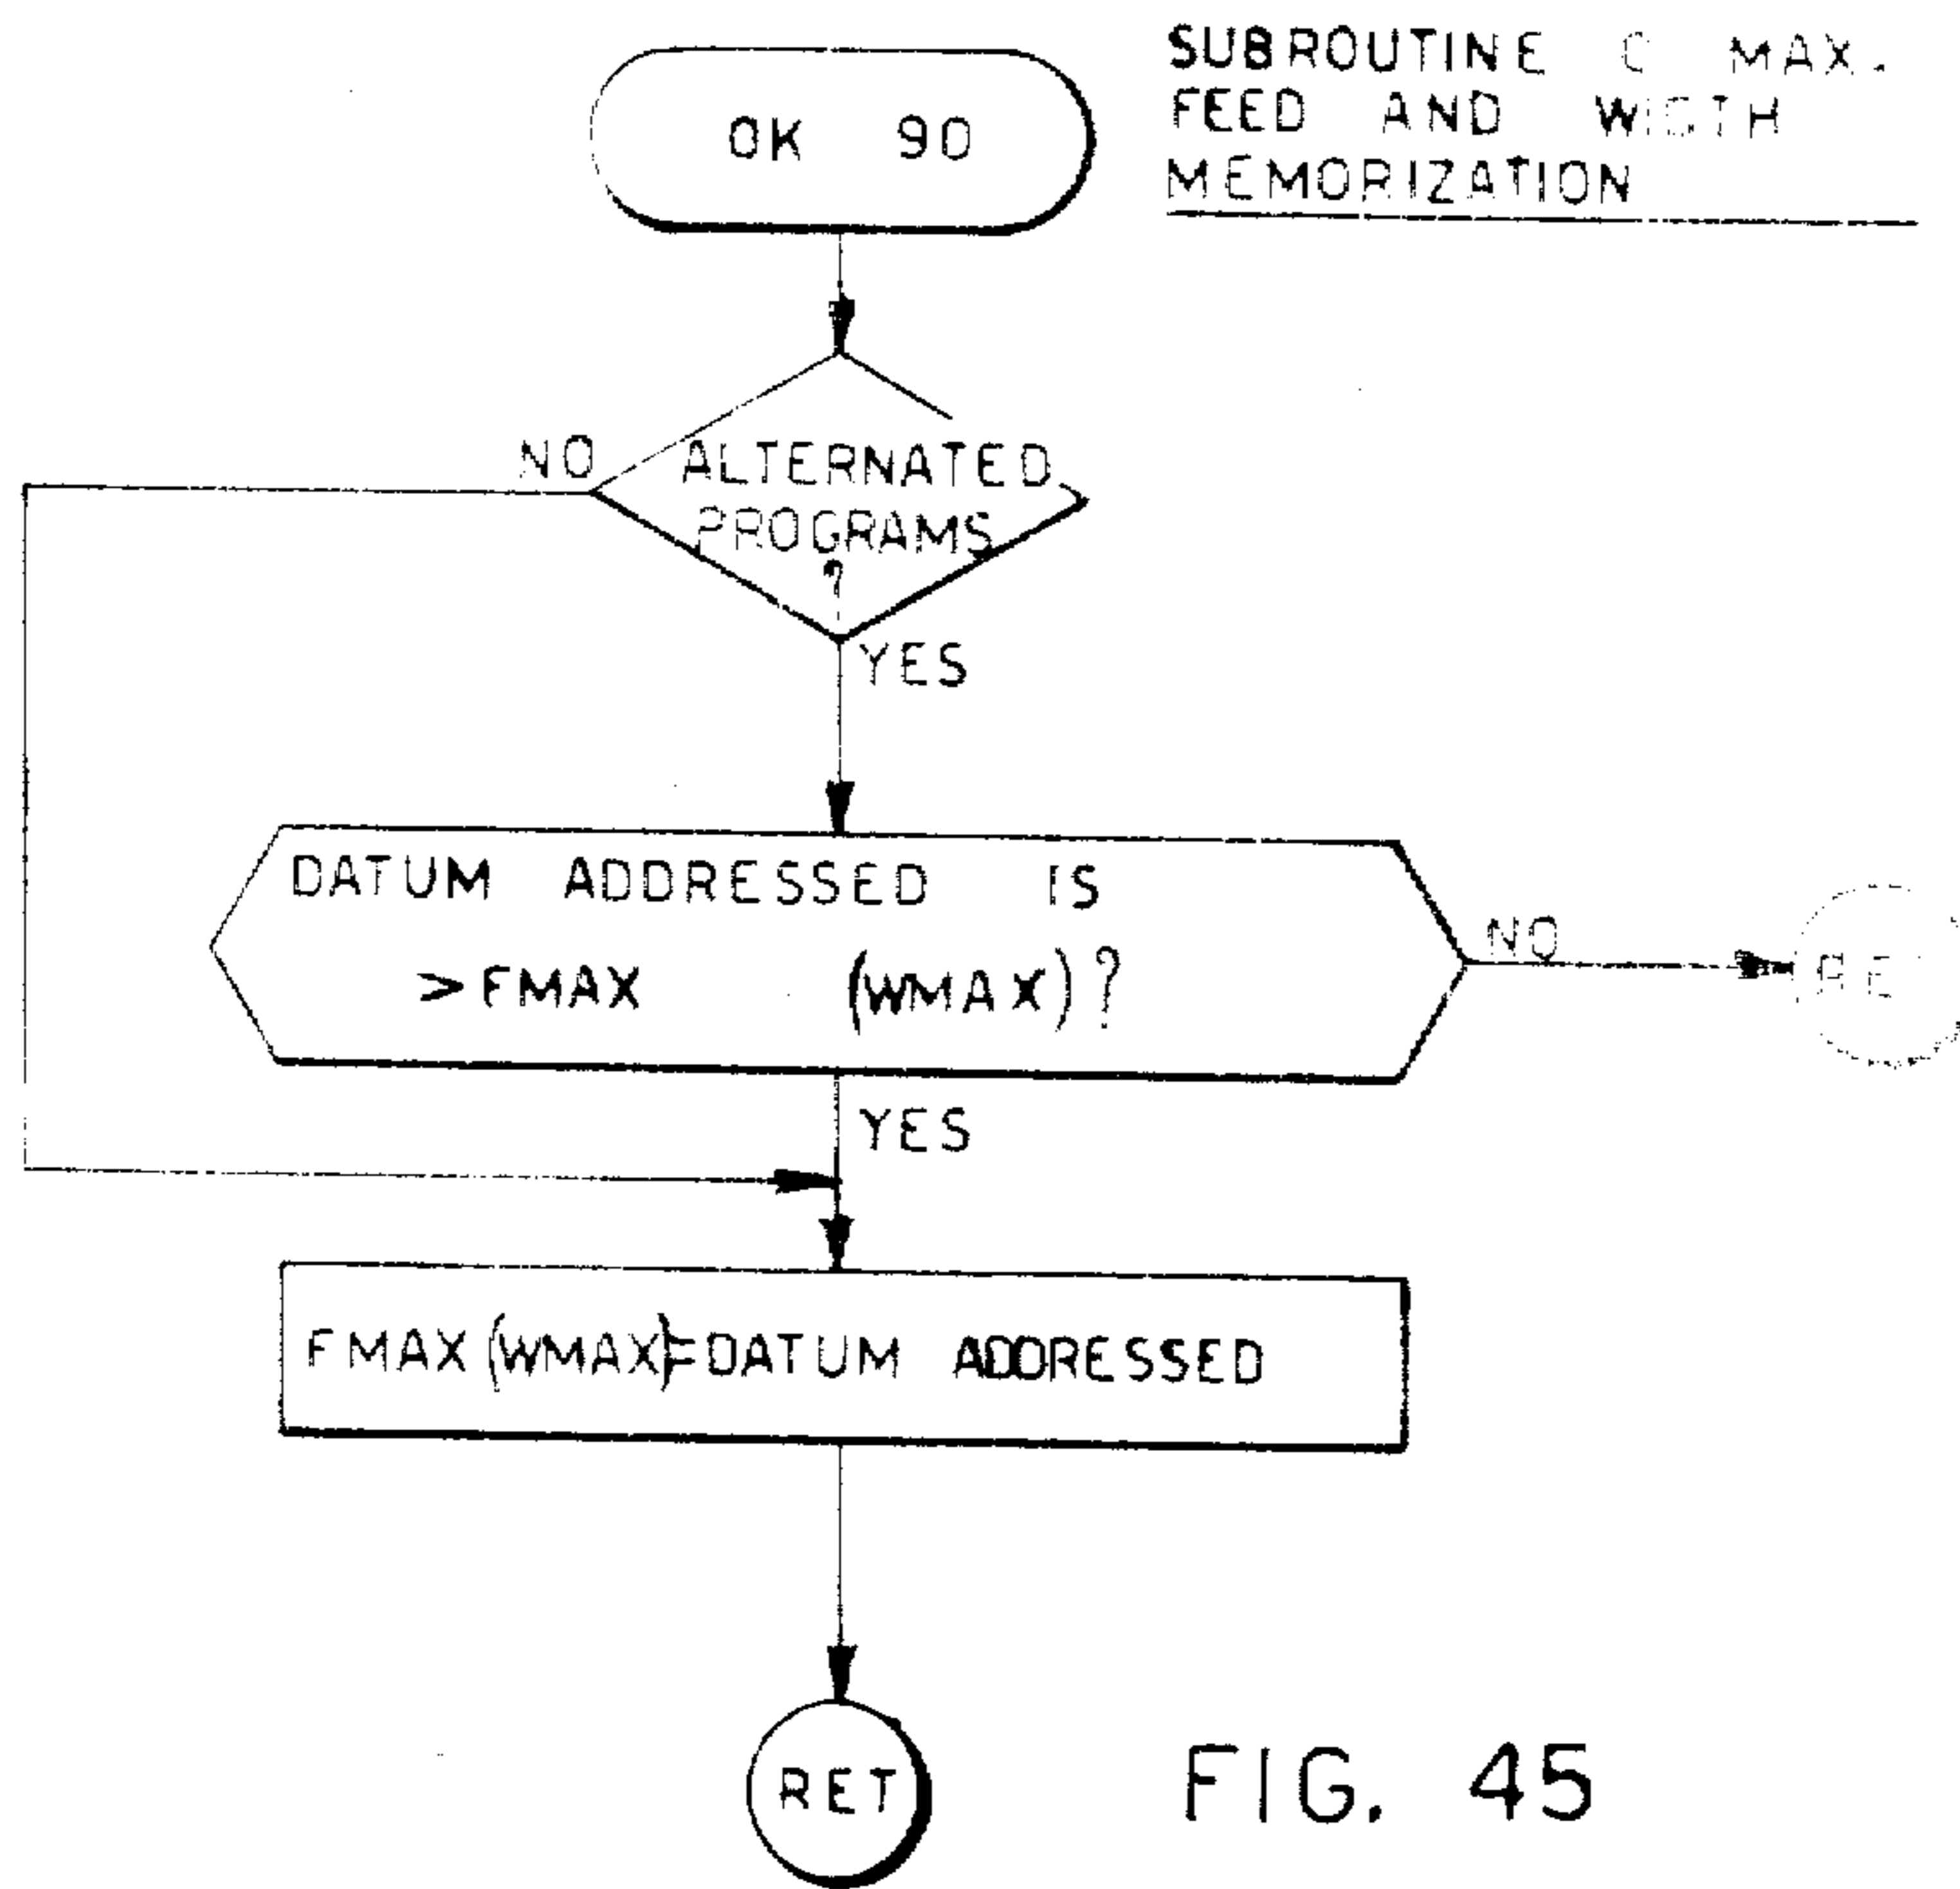 SUBROUTINE C MAX.
FEED AND WIDTH
MEMORIZATION
OK 90
NO
ALTERNATED
PROGRAMS
?
YES
DATUM ADDRESSED IS
>FMAX (WMAX)?
NO
YES
FMAX(WMAX)=DATUM ADDRESSED
RET
FIG. 45